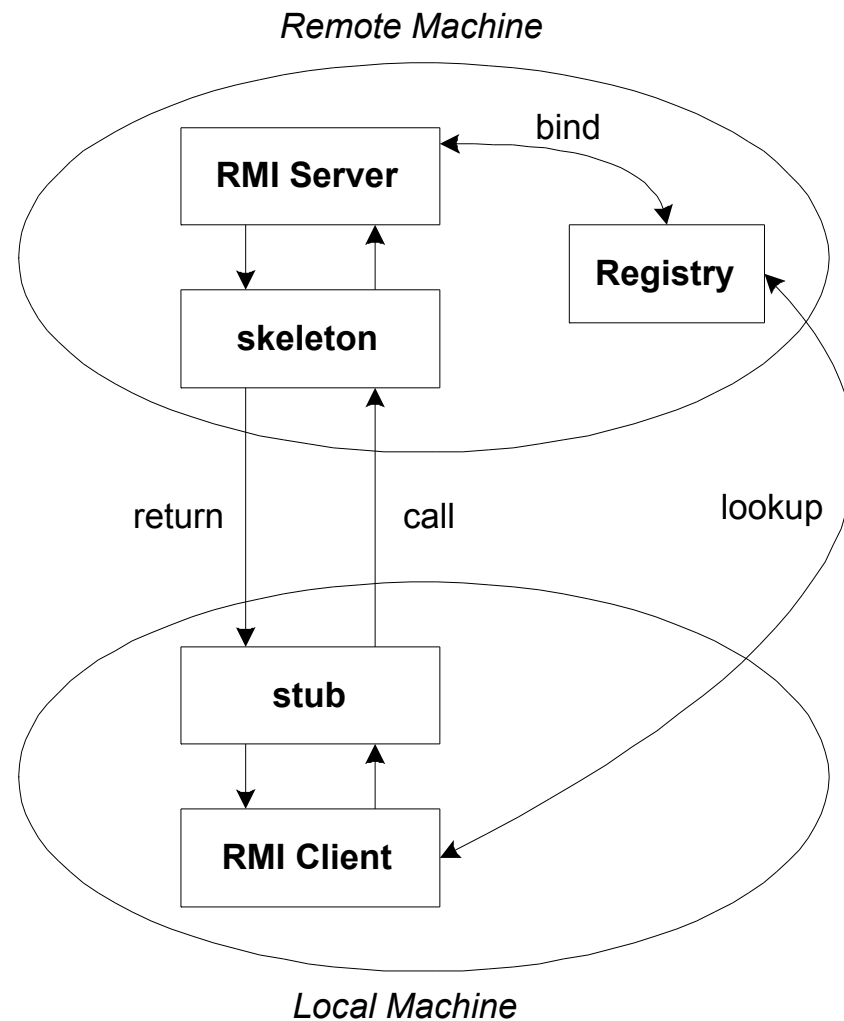 Remote Machine
bind
RMI Server
Registry
skeleton
return
call
lookup
stub
RMI Client
Local Machine